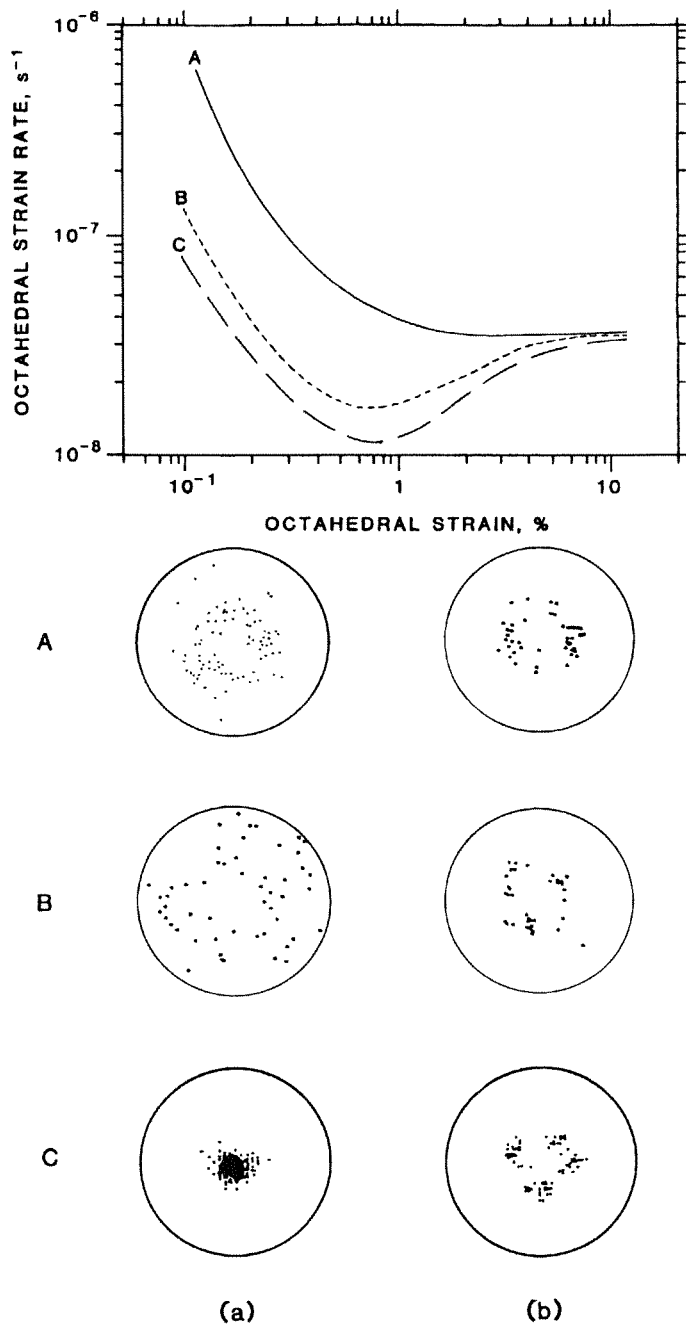 10⁻⁶
OCTAHEDRAL STRAIN RATE, s⁻¹
A
10⁻⁷
B
C
10⁻⁸
10⁻¹ 1 10
OCTAHEDRAL STRAIN, %
A
B
C
(a) (b)